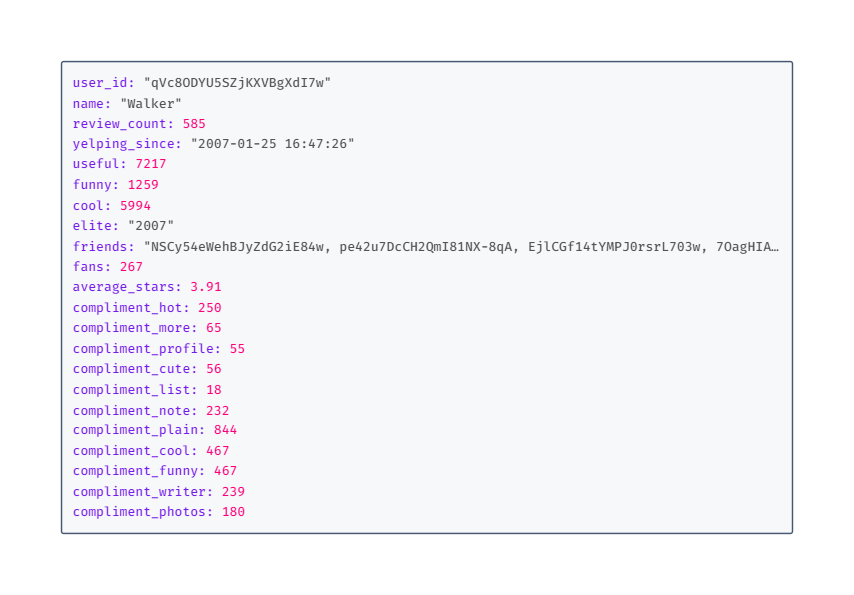 user_id: "qVc8ODYU5SZjKXVBgXdI7w"
name: "Walker"
review_count: 585
yelping_since: "2007-01-25 16:47:26"
useful: 7217
funny: 1259
cool: 5994
elite: "2007"
friends: "NSCy54eWehBJyZdG2iE84w, pe42u7DcCH2QmI81NX-8qA, EjlCGf14tYMPJ0rsrL703w, 7OagHIA…
fans: 267
average_stars: 3.91
compliment_hot: 250
compliment_more: 65
compliment_profile: 55
compliment_cute: 56
compliment_list: 18
compliment_note: 232
compliment_plain: 844
compliment_cool: 467
compliment_funny: 467
compliment_writer: 239
compliment_photos: 180